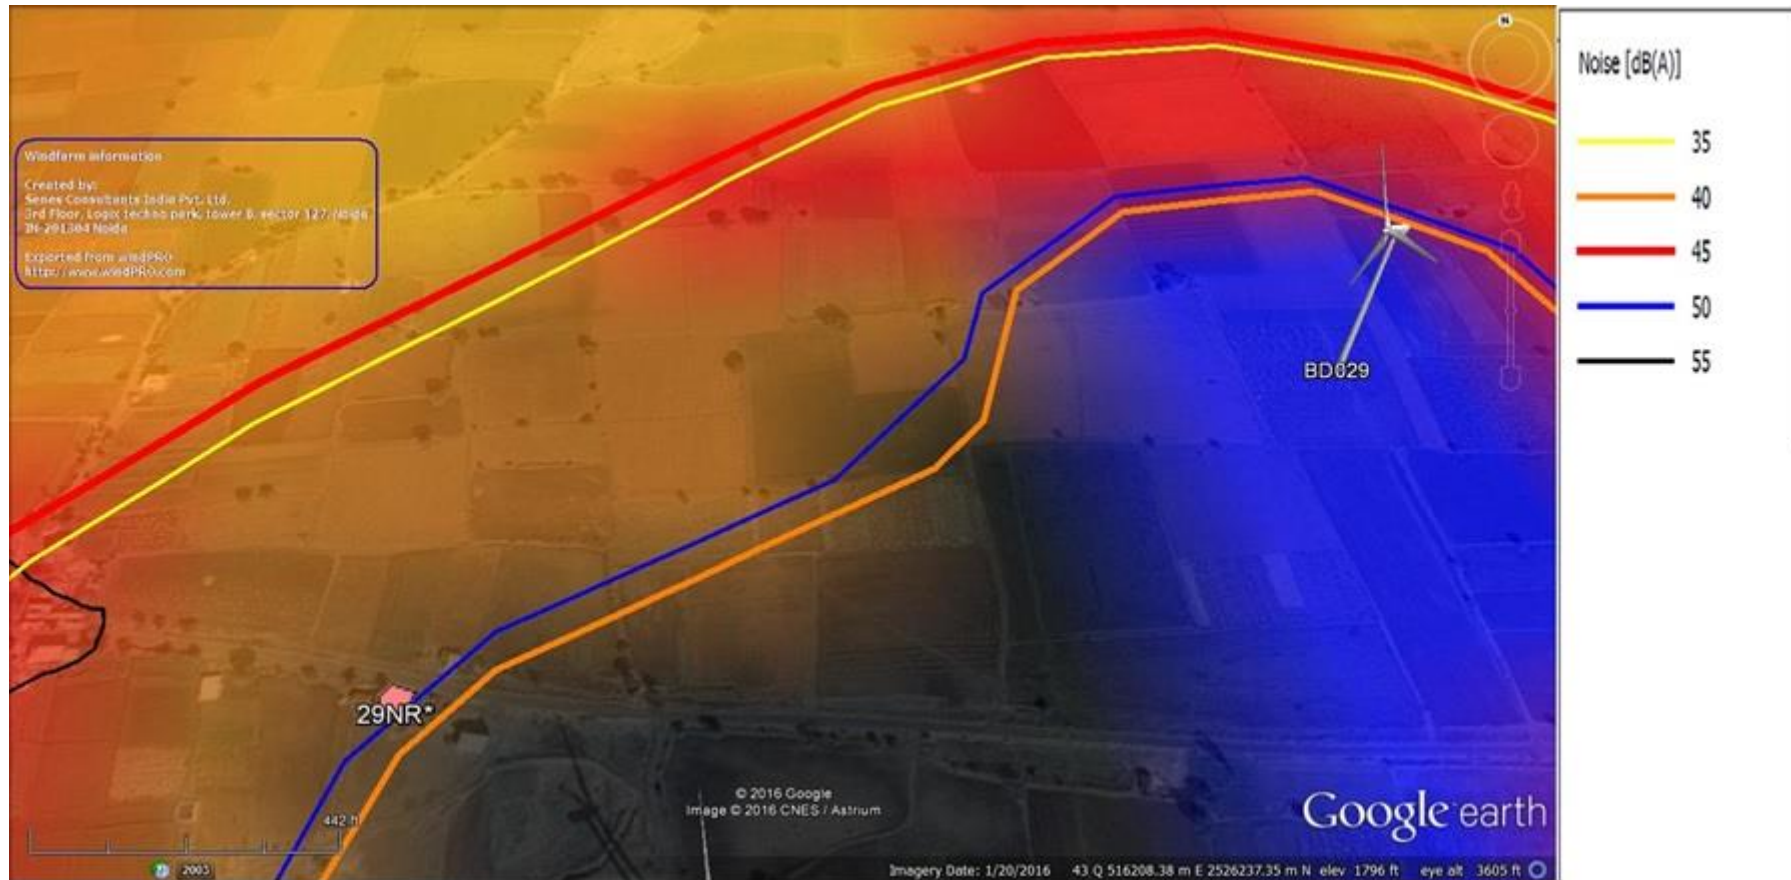 N
Noise [dB(A)]
35
40
45
50
55
Windfarm information
Created by:
Senes Consultants India Pvt. Ltd.
3rd Floor, Logix techno park, tower B, sector 127, Noida
IN-201304 Noida
Exported from windPRO
http://www.windPRO.com
BD029
29NR*
© 2016 Google
Image © 2016 CNES / Astrium
442 ft
Google earth
2003
Imagery Date: 1/20/2016 43 Q 516208.38 m E 2526237.35 m N elev 1796 ft eye alt 3605 ft